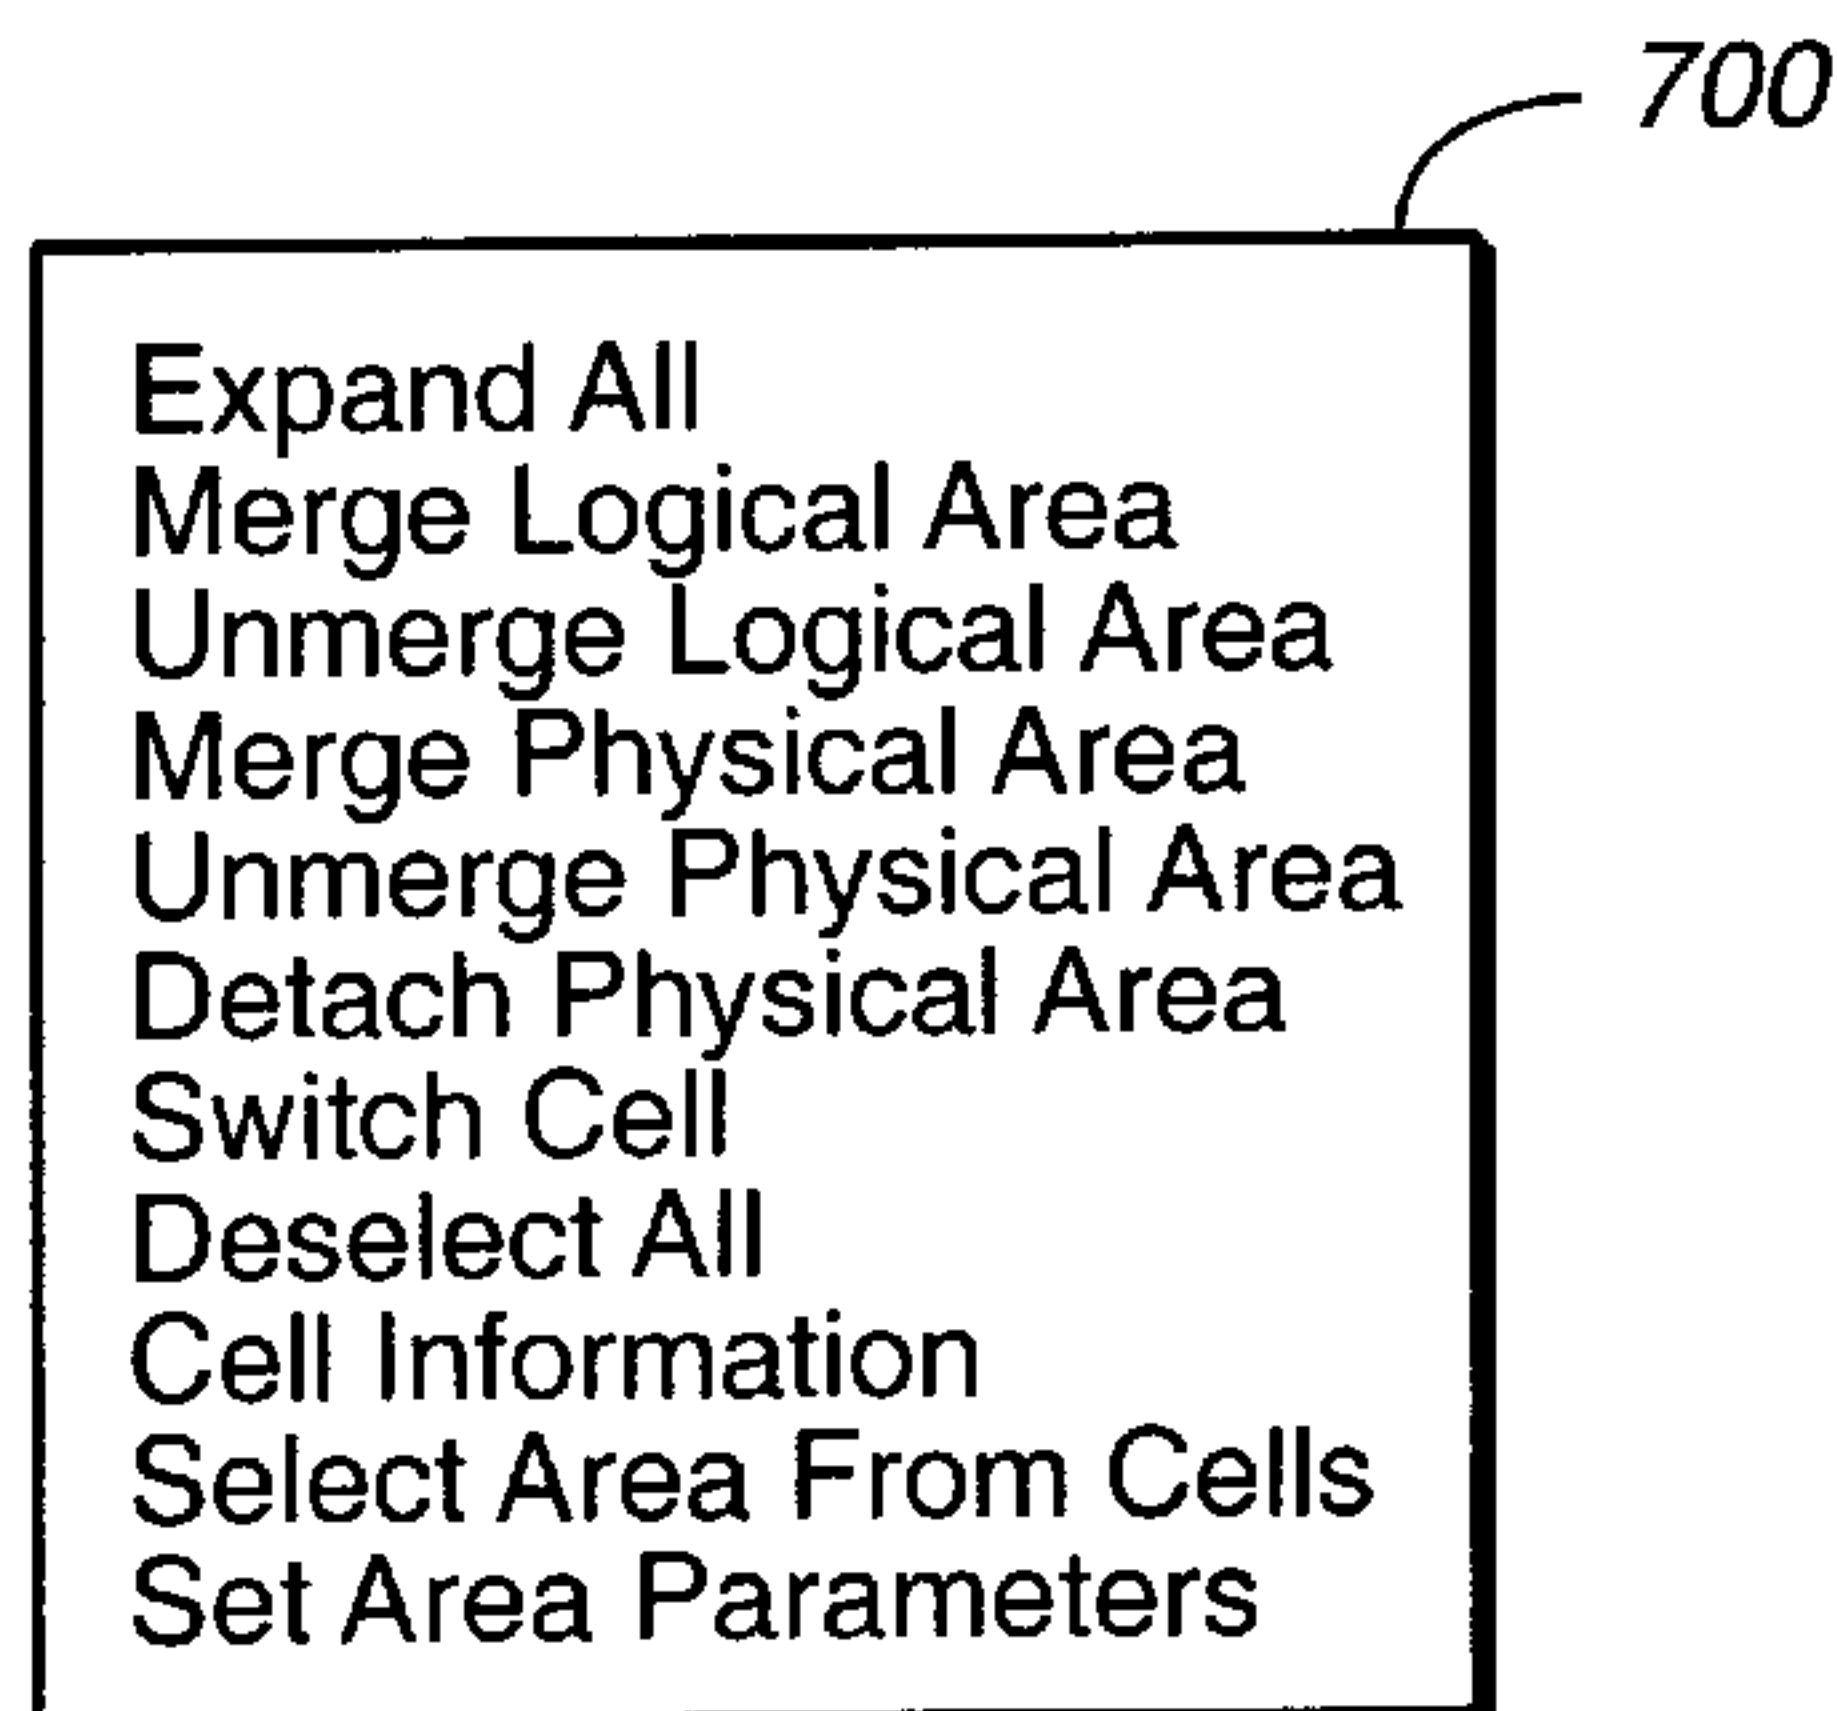 700
Expand All
Merge Logical Area
Unmerge Logical Area
Merge Physical Area
Unmerge Physical Area
Detach Physical Area
Switch Cell
Deselect All
Cell Information
Select Area From Cells
Set Area Parameters